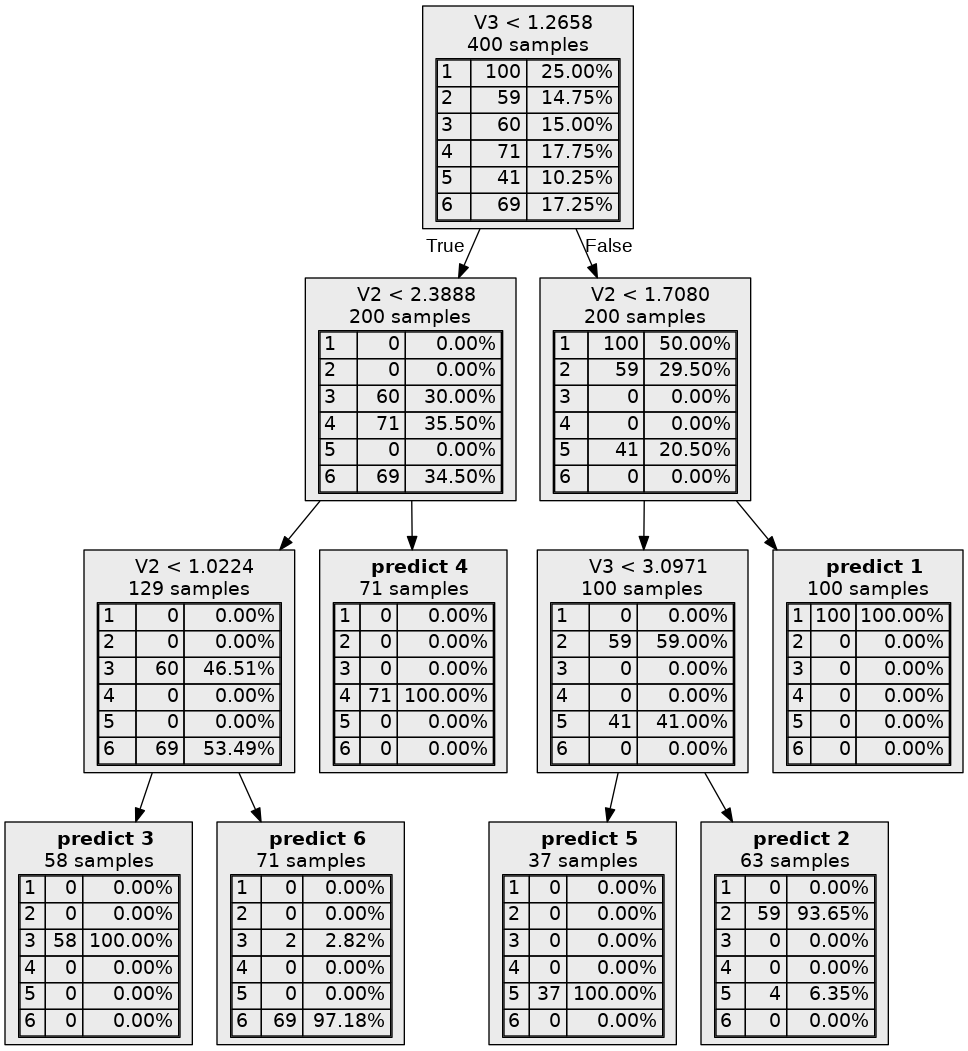 V3 < 1.2658
400 samples
1 100 25.00%
2 59 14.75%
3 60 15.00%
4 71 17.75%
5 41 10.25%
6 69 17.25%
True
False
V2 < 2.3888
200 samples
1 0 0.00%
2 0 0.00%
3 60 30.00%
4 71 35.50%
5 0 0.00%
6 69 34.50%
V2 < 1.7080
200 samples
1 100 50.00%
2 59 29.50%
3 0 0.00%
4 0 0.00%
5 41 20.50%
6 0 0.00%
V2 < 1.0224
129 samples
1 0 0.00%
2 0 0.00%
3 60 46.51%
4 0 0.00%
5 0 0.00%
6 69 53.49%
predict 4
71 samples
1 0 0.00%
2 0 0.00%
3 0 0.00%
4 71 100.00%
5 0 0.00%
6 0 0.00%
V3 < 3.0971
100 samples
1 0 0.00%
2 59 59.00%
3 0 0.00%
4 0 0.00%
5 41 41.00%
6 0 0.00%
predict 1
100 samples
1 100 100.00%
2 0 0.00%
3 0 0.00%
4 0 0.00%
5 0 0.00%
6 0 0.00%
predict 3
58 samples
1 0 0.00%
2 0 0.00%
3 58 100.00%
4 0 0.00%
5 0 0.00%
6 0 0.00%
predict 6
71 samples
1 0 0.00%
2 0 0.00%
3 2 2.82%
4 0 0.00%
5 0 0.00%
6 69 97.18%
predict 5
37 samples
1 0 0.00%
2 0 0.00%
3 0 0.00%
4 0 0.00%
5 37 100.00%
6 0 0.00%
predict 2
63 samples
1 0 0.00%
2 59 93.65%
3 0 0.00%
4 0 0.00%
5 4 6.35%
6 0 0.00%